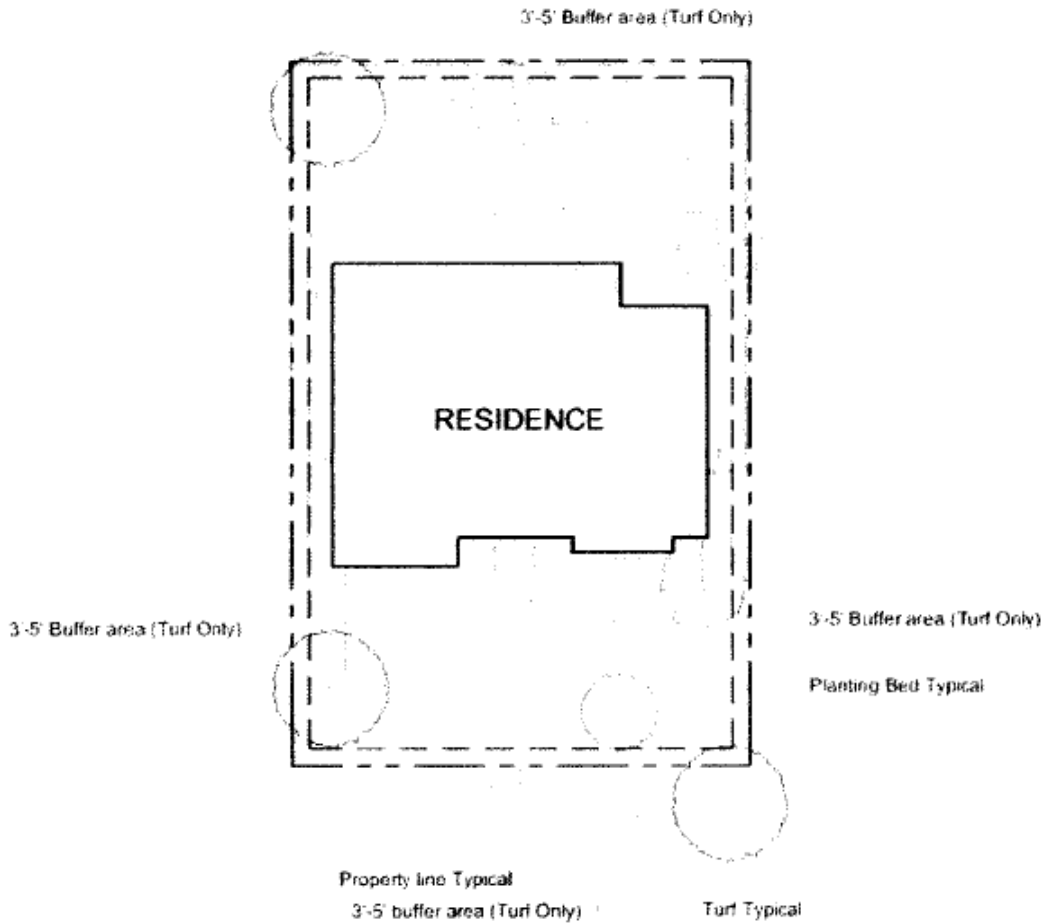 3'-5' Buffer area (Turf Only)
RESIDENCE
3'-5' Buffer area (Turf Only)
3'-5' Buffer area (Turf Only)
Planting Bed Typical
Property line Typical
3'-5' buffer area (Turf Only)
Turf Typical